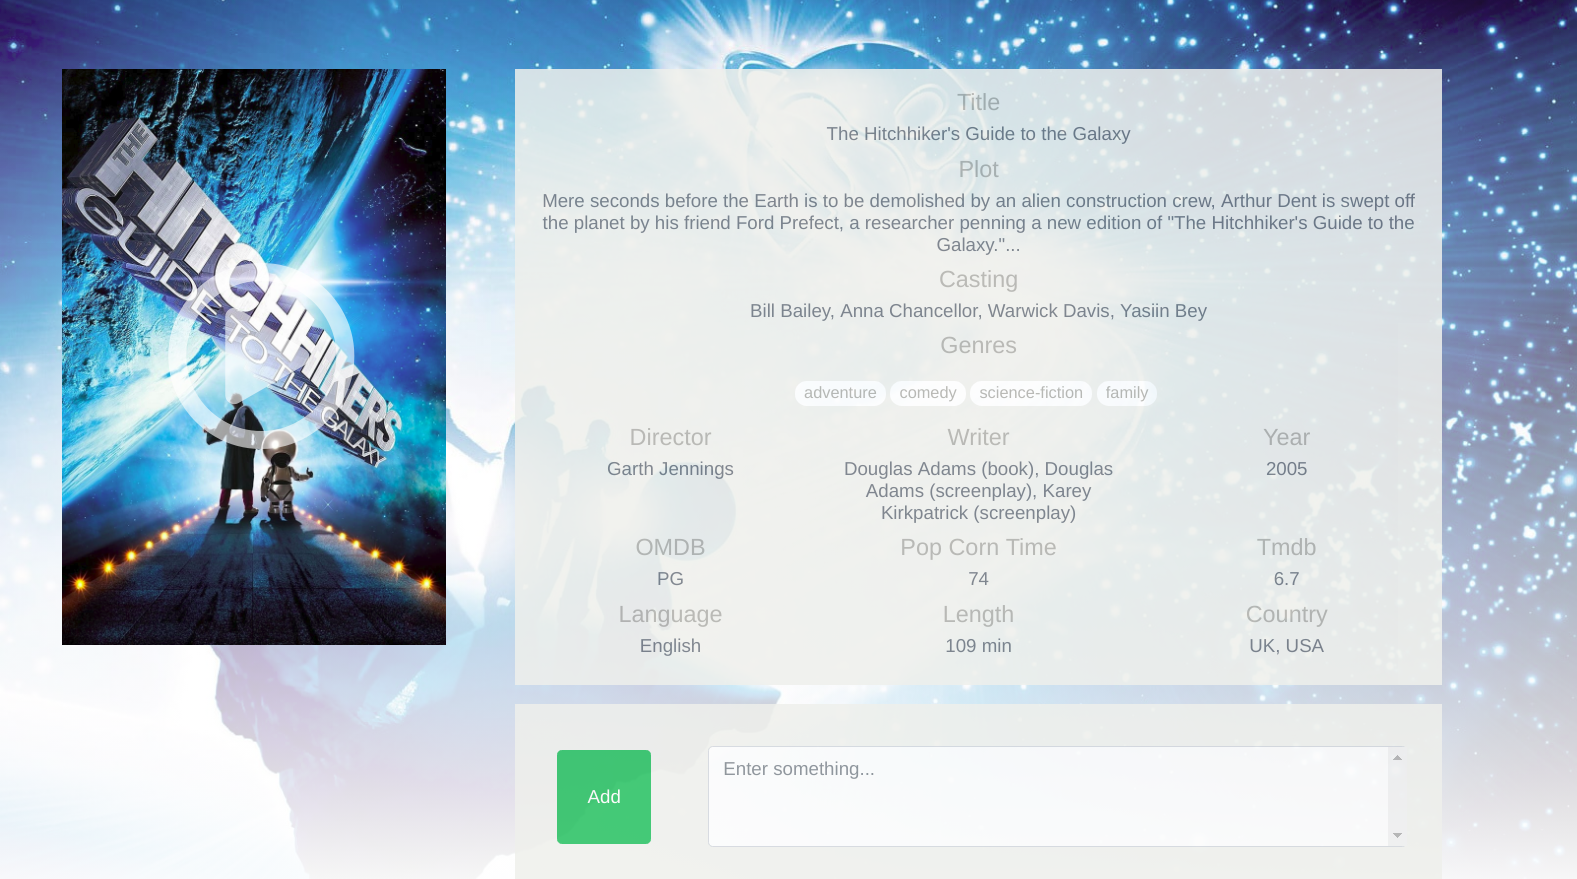 THE
HITCHHIKER'S
GUIDE TO THE GALAXY
Title
The Hitchhiker's Guide to the Galaxy
Plot
Mere seconds before the Earth is to be demolished by an alien construction crew, Arthur Dent is swept off
the planet by his friend Ford Prefect, a researcher penning a new edition of "The Hitchhiker's Guide to the
Galaxy."...
Casting
Bill Bailey, Anna Chancellor, Warwick Davis, Yasiin Bey
Genres
adventure comedy science-fiction family
Director Writer Year
Garth Jennings Douglas Adams (book), Douglas 2005
Adams (screenplay), Karey
Kirkpatrick (screenplay)
OMDB Pop Corn Time Tmdb
PG 74 6.7
Language Length Country
English 109 min UK, USA
Add
Enter something...